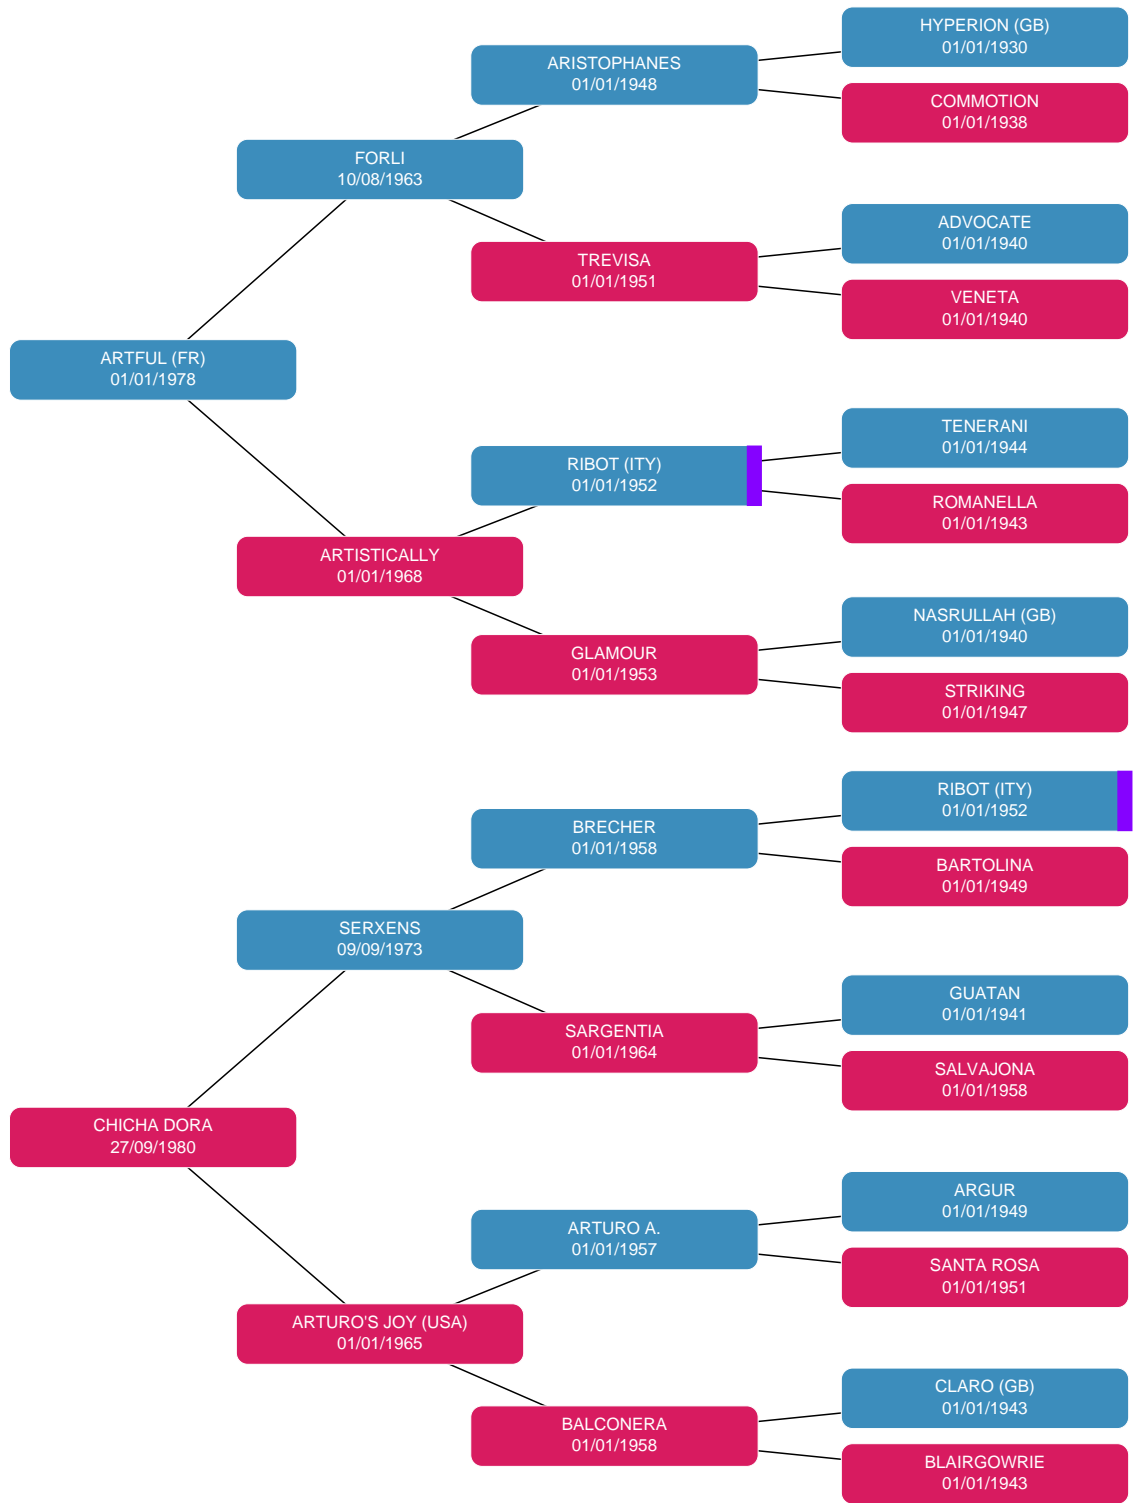 HYPERION (GB)
01/01/1930
ARISTOPHANES
01/01/1948
COMMOTION
01/01/1938
FORLI
10/08/1963
ADVOCATE
01/01/1940
TREVISA
01/01/1951
VENETA
01/01/1940
ARTFUL (FR)
01/01/1978
TENERANI
01/01/1944
RIBOT (ITY)
01/01/1952
ROMANELLA
01/01/1943
ARTISTICALLY
01/01/1968
NASRULLAH (GB)
01/01/1940
GLAMOUR
01/01/1953
STRIKING
01/01/1947
RIBOT (ITY)
01/01/1952
BRECHER
01/01/1958
BARTOLINA
01/01/1949
SERXENS
09/09/1973
GUATAN
01/01/1941
SARGENTIA
01/01/1964
SALVAJONA
01/01/1958
CHICHA DORA
27/09/1980
ARGUR
01/01/1949
ARTURO A.
01/01/1957
SANTA ROSA
01/01/1951
ARTURO'S JOY (USA)
01/01/1965
CLARO (GB)
01/01/1943
BALCONERA
01/01/1958
BLAIRGOWRIE
01/01/1943